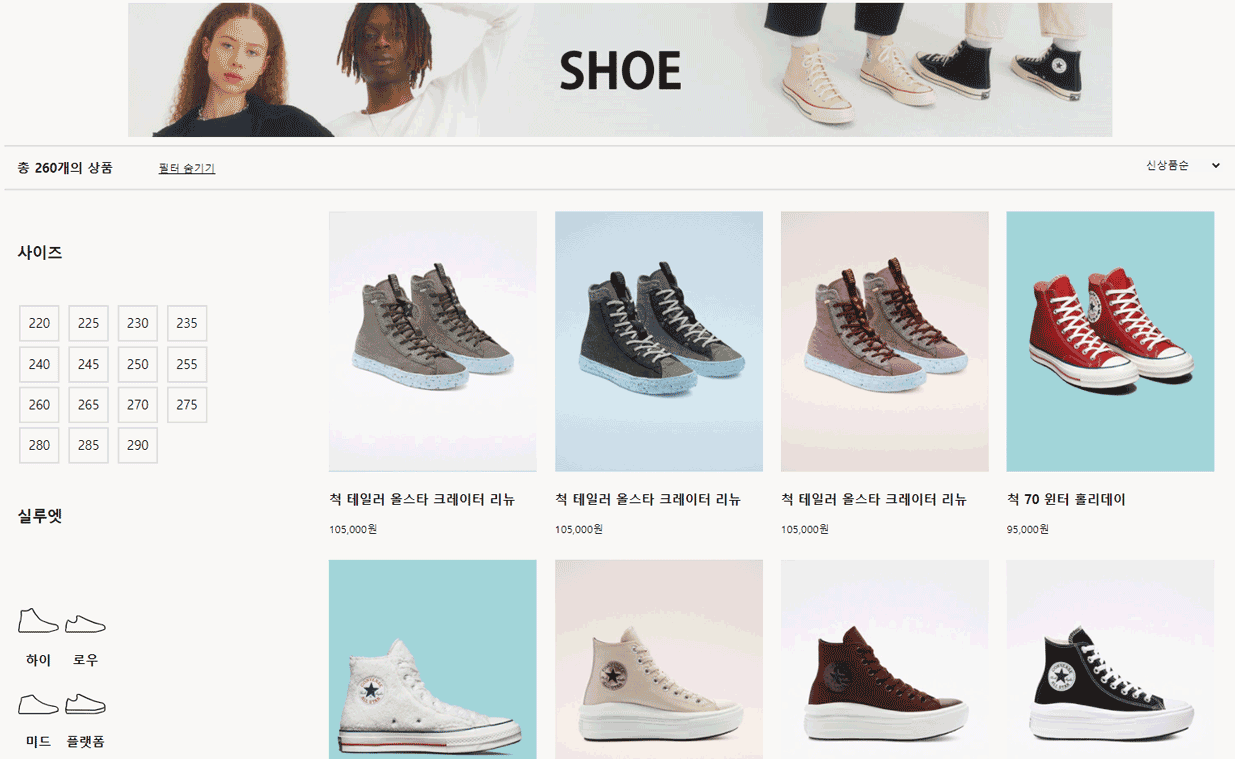 SHOE
총 260개의 상품
필터 숨기기
신상품순
사이즈
220 225 230 235
240 245 250 255
260 265 270 275
280 285 290
실루엣
하이 로우
미드 플랫폼
척 테일러 올스타 크레이터 리뉴
105,000원
척 테일러 올스타 크레이터 리뉴
105,000원
척 테일러 올스타 크레이터 리뉴
105,000원
척 70 윈터 홀리데이
95,000원